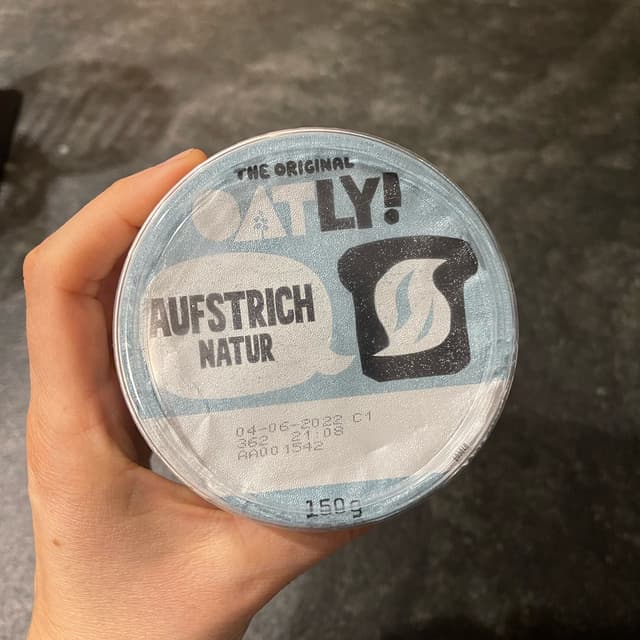 THE ORIGINAL
OATLY!
AUFSTRICH
NATUR
04-06-2022 C1
362 21:08
AA001542
150g